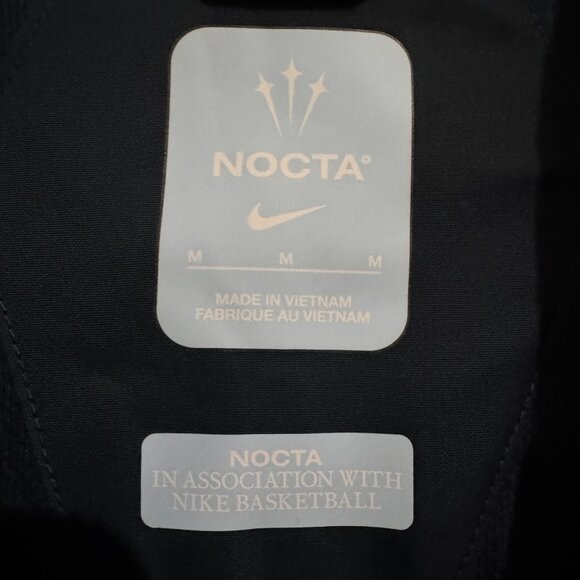 NOCTA®
M M M
MADE IN VIETNAM
FABRIQUE AU VIETNAM
NOCTA
IN ASSOCIATION WITH
NIKE BASKETBALL